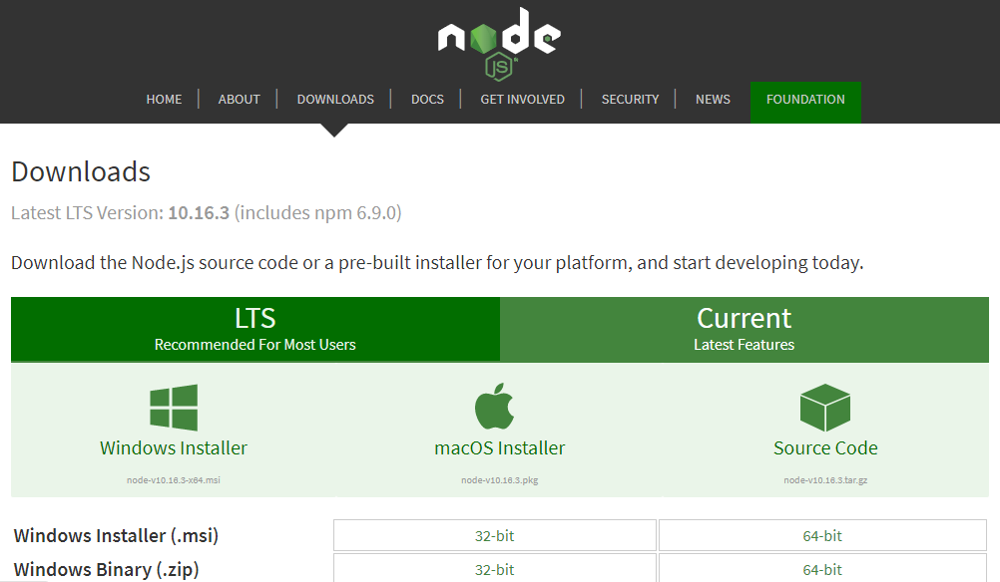 node
JS
HOME ABOUT DOWNLOADS DOCS GET INVOLVED SECURITY NEWS FOUNDATION
Downloads
Latest LTS Version: 10.16.3 (includes npm 6.9.0)
Download the Node.js source code or a pre-built installer for your platform, and start developing today.
LTS Current
Recommended For Most Users Latest Features
Windows Installer macOS Installer Source Code
node-v10.16.3-x64.msi node-v10.16.3.pkg node-v10.16.3.tar.gz
Windows Installer (.msi) 32-bit 64-bit
Windows Binary (.zip) 32-bit 64-bit